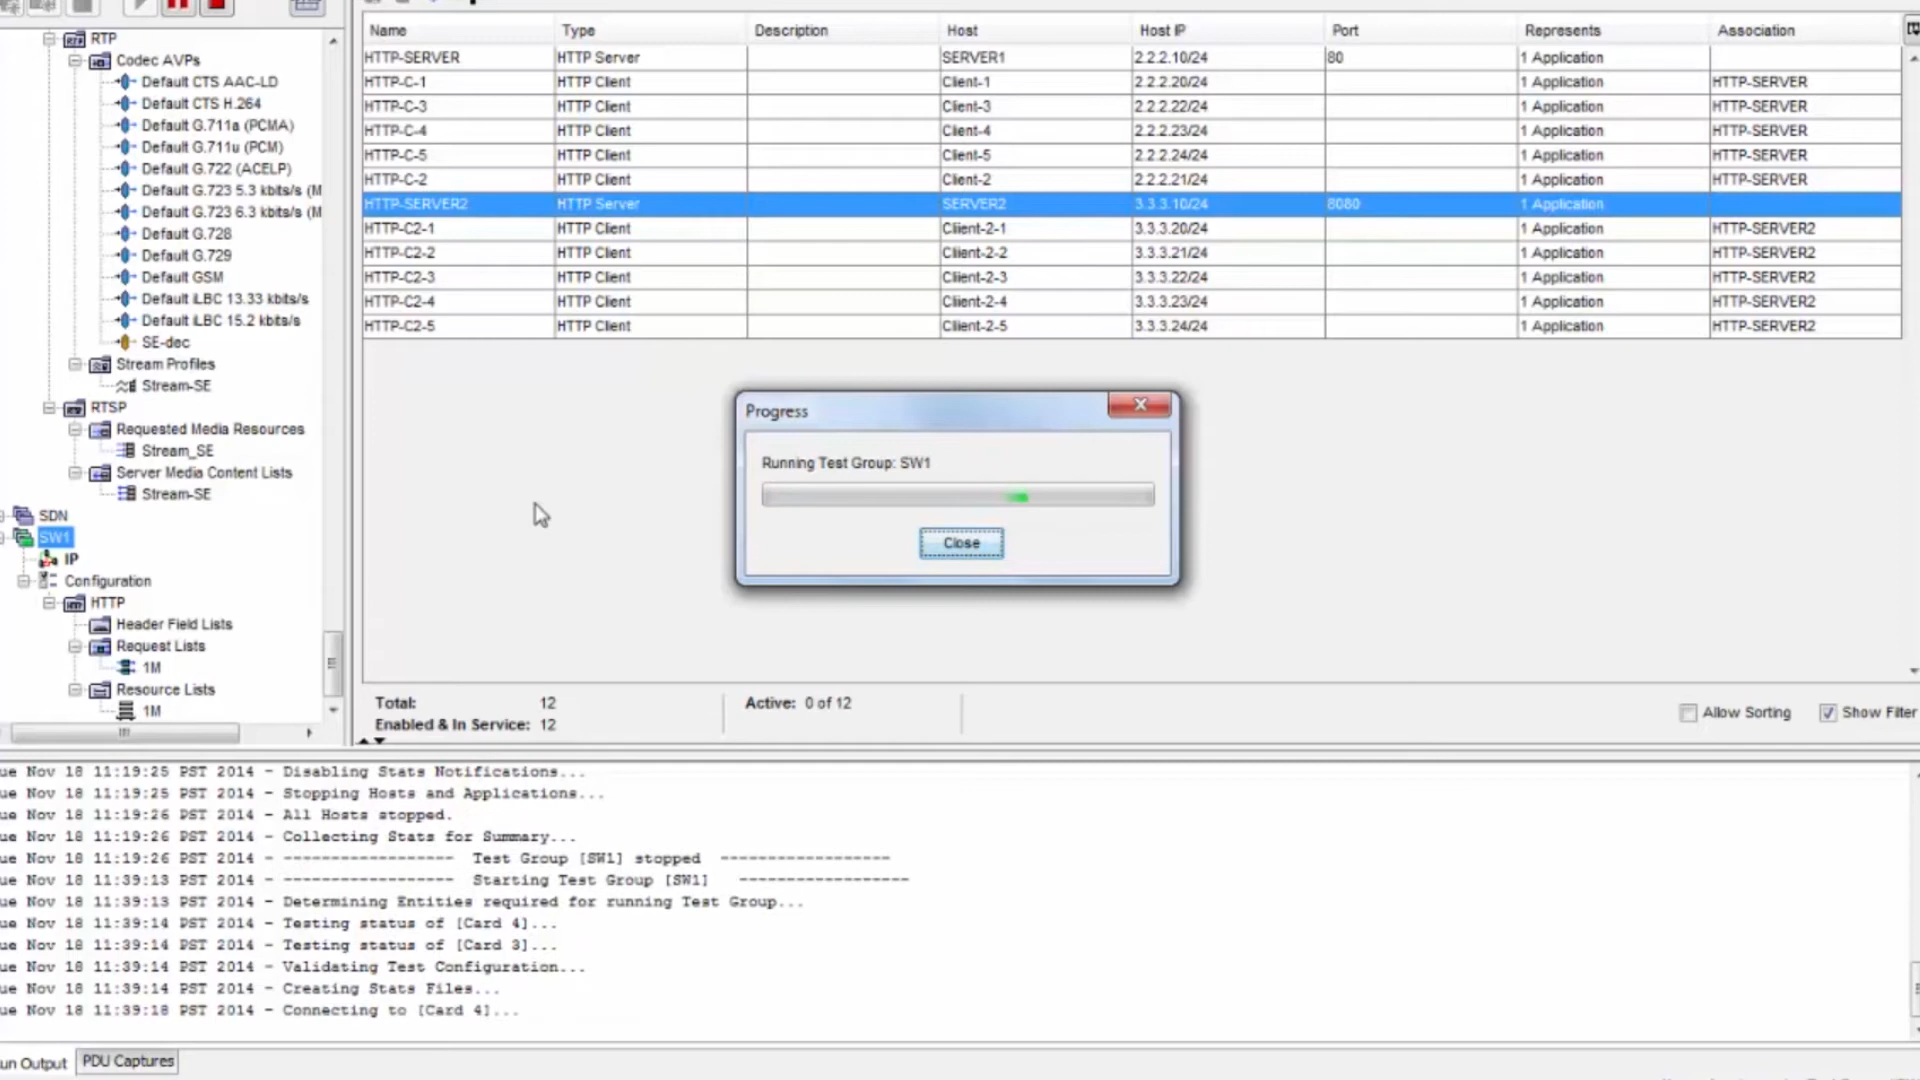 RTP
Codec AVPs
Default CTS AAC-LD
Default CTS H.264
Default G.711a (PCMA)
Default G.711u (PCM)
Default G.722 (ACELP)
Default G.723 5.3 kbits/s (M
Default G.723 6.3 kbits/s (M
Default G.728
Default G.729
Default GSM
Default iLBC 13.33 kbits/s
Default iLBC 15.2 kbits/s
SE-dec
Stream Profiles
Stream-SE
RTSP
Requested Media Resources
Stream_SE
Server Media Content Lists
Stream-SE
SDN
SW1
IP
Configuration
HTTP
Header Field Lists
Request Lists
1M
Resource Lists
1M
Name Type Description Host Host IP Port Represents Association
HTTP-SERVER HTTP Server SERVER1 2.2.2.10/24 80 1 Application
HTTP-C-1 HTTP Client Client-1 2.2.2.20/24 1 Application HTTP-SERVER
HTTP-C-3 HTTP Client Client-3 2.2.2.22/24 1 Application HTTP-SERVER
HTTP-C-4 HTTP Client Client-4 2.2.2.23/24 1 Application HTTP-SERVER
HTTP-C-5 HTTP Client Client-5 2.2.2.24/24 1 Application HTTP-SERVER
HTTP-C-2 HTTP Client Client-2 2.2.2.21/24 1 Application HTTP-SERVER
HTTP-SERVER2 HTTP Server SERVER2 3.3.3.10/24 8080 1 Application
HTTP-C2-1 HTTP Client Client-2-1 3.3.3.20/24 1 Application HTTP-SERVER2
HTTP-C2-2 HTTP Client Client-2-2 3.3.3.21/24 1 Application HTTP-SERVER2
HTTP-C2-3 HTTP Client Client-2-3 3.3.3.22/24 1 Application HTTP-SERVER2
HTTP-C2-4 HTTP Client Client-2-4 3.3.3.23/24 1 Application HTTP-SERVER2
HTTP-C2-5 HTTP Client Client-2-5 3.3.3.24/24 1 Application HTTP-SERVER2
Progress
Running Test Group: SW1
Close
Total: 12 Active: 0 of 12
Enabled & In Service: 12
Allow Sorting Show Filter
ue Nov 18 11:19:25 PST 2014 - Disabling Stats Notifications...
ue Nov 18 11:19:25 PST 2014 - Stopping Hosts and Applications...
ue Nov 18 11:19:26 PST 2014 - All Hosts stopped.
ue Nov 18 11:19:26 PST 2014 - Collecting Stats for Summary...
ue Nov 18 11:19:26 PST 2014 - ------------------ Test Group [SW1] stopped ------------------
ue Nov 18 11:39:13 PST 2014 - ------------------ Starting Test Group [SW1] ------------------
ue Nov 18 11:39:13 PST 2014 - Determining Entities required for running Test Group...
ue Nov 18 11:39:14 PST 2014 - Testing status of [Card 4]...
ue Nov 18 11:39:14 PST 2014 - Testing status of [Card 3]...
ue Nov 18 11:39:14 PST 2014 - Validating Test Configuration...
ue Nov 18 11:39:14 PST 2014 - Creating Stats Files...
ue Nov 18 11:39:18 PST 2014 - Connecting to [Card 4]...
un Output PDU Captures